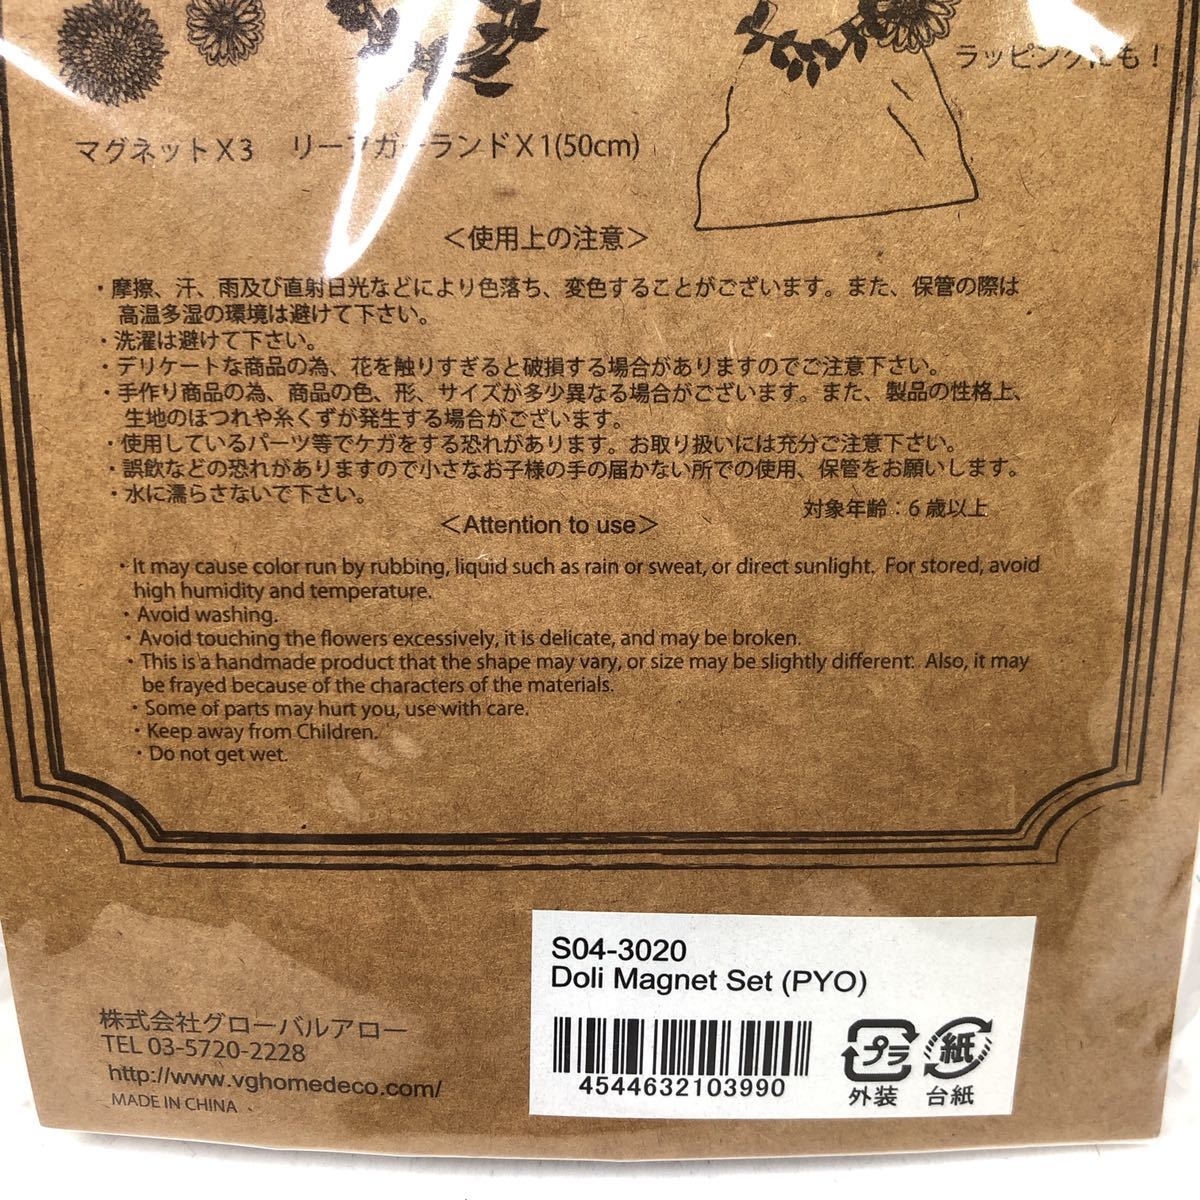 ラッピングにも！
マグネットX3　リーフガーランドX1(50cm)
＜使用上の注意＞
・摩擦、汗、雨及び直射日光などにより色落ち、変色することがございます。また、保管の際は
高温多湿の環境は避けて下さい。
・洗濯は避けて下さい。
・デリケートな商品の為、花を触りすぎると破損する場合がありますのでご注意下さい。
・手作り商品の為、商品の色、形、サイズが多少異なる場合がございます。また、製品の性格上、
生地のほつれや糸くずが発生する場合がございます。
・使用しているパーツ等でケガをする恐れがあります。お取り扱いには充分ご注意下さい。
・誤飲などの恐れがありますので小さなお子様の手の届かない所での使用、保管をお願いします。
・水に濡らさないで下さい。
対象年齢：6歳以上
＜Attention to use＞
・It may cause color run by rubbing, liquid such as rain or sweat, or direct sunlight. For stored, avoid
high humidity and temperature.
・Avoid washing.
・Avoid touching the flowers excessively, it is delicate, and may be broken.
・This is a handmade product that the shape may vary, or size may be slightly different. Also, it may
be frayed because of the characters of the materials.
・Some of parts may hurt you, use with care.
・Keep away from Children.
・Do not get wet.
S04-3020
Doli Magnet Set (PYO)
4544632103990
プラ 紙
外装 台紙
株式会社グローバルアロー
TEL 03-5720-2228
http://www.vghomedeco.com/
MADE IN CHINA